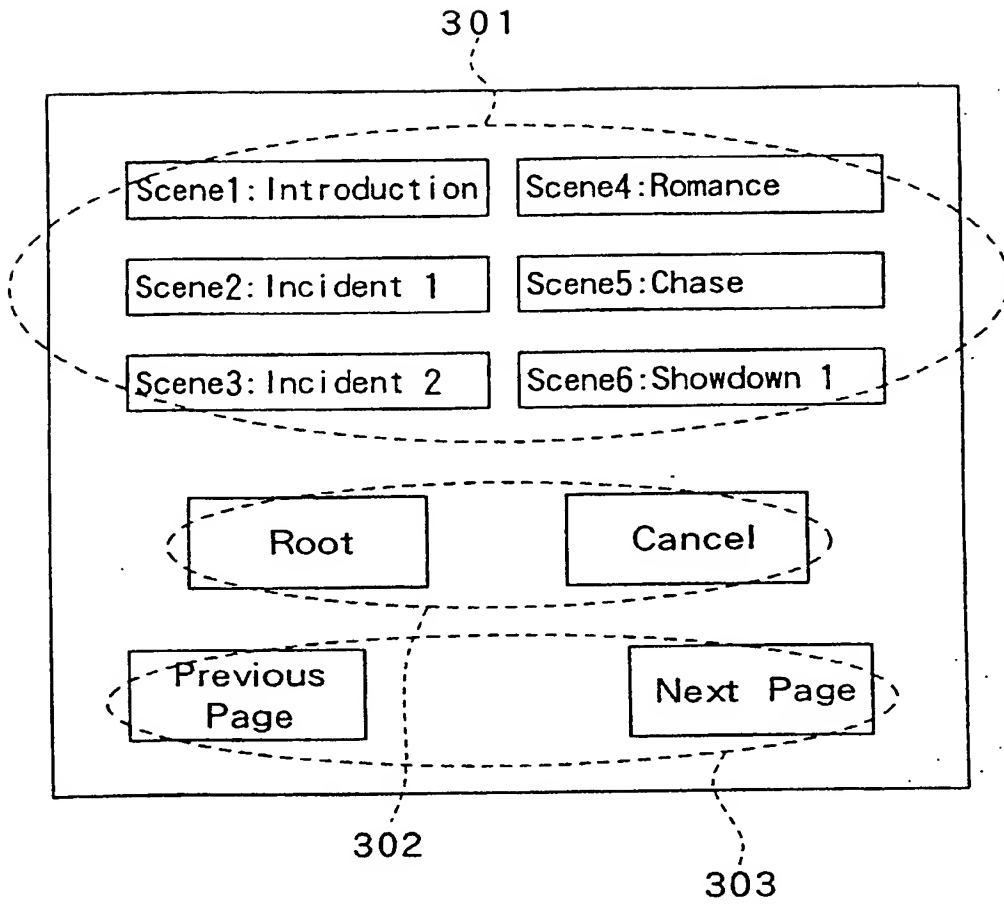 301
Scene1:Introduction
Scene4:Romance
Scene2:Incident 1
Scene5:Chase
Scene3:Incident 2
Scene6:Showdown 1
Root
Cancel
Previous
Page
Next Page
302
303